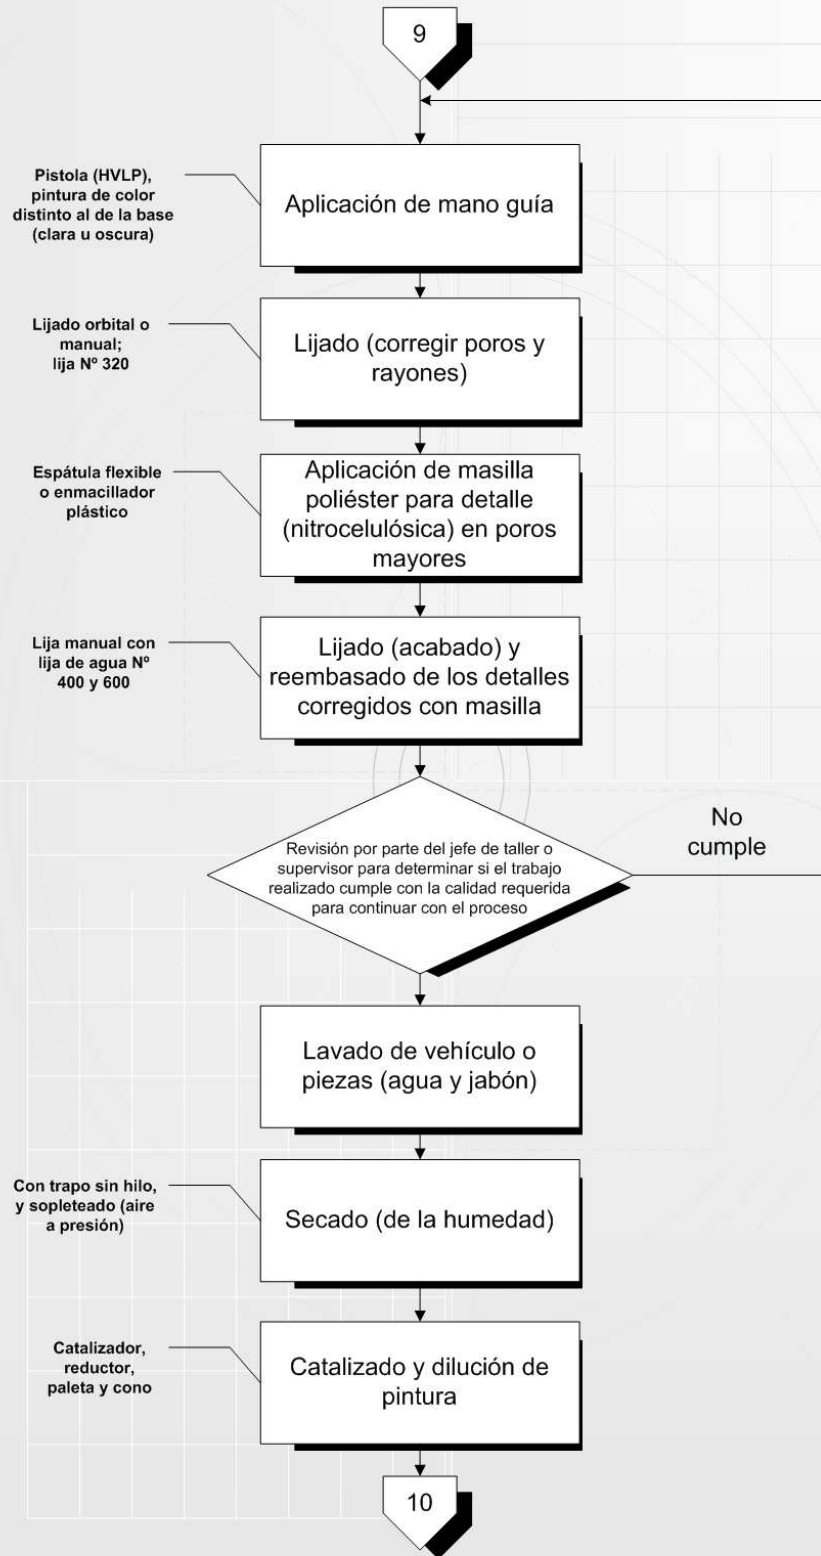 9
Pistola (HVLP),
pintura de color
distinto al de la base
(clara u oscura)
Aplicación de mano guía
Lijado orbital o
manual;
lija Nº 320
Lijado (corregir poros y
rayones)
Espátula flexible
o enmacillador
plástico
Aplicación de masilla
poliéster para detalle
(nitrocelulósica) en poros
mayores
Lija manual con
lija de agua Nº
400 y 600
Lijado (acabado) y
reembasado de los detalles
corregidos con masilla
Revisión por parte del jefe de taller o
supervisor para determinar si el trabajo
realizado cumple con la calidad requerida
para continuar con el proceso
No
cumple
Lavado de vehículo o
piezas (agua y jabón)
Con trapo sin hilo,
y sopleteado (aire
a presión)
Secado (de la humedad)
Catalizador,
reductor,
paleta y cono
Catalizado y dilución de
pintura
10